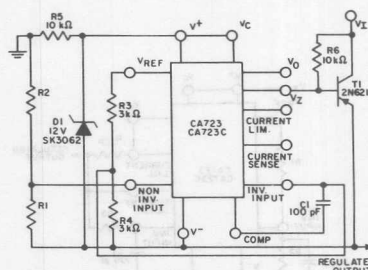 R5
10 kΩ
V+
VC
VI
VREF
VO
R6
10kΩ
R2
R3
3kΩ
CA723
CA723C
VZ
T1
2N621
D1
12V
SK3062
CURRENT
LIM.
CURRENT
SENSE
NON
INV.
INPUT
INV.
INPUT
R1
R4
3kΩ
C1
100 pF
V-
COMP
REGULATE
OUTPUT